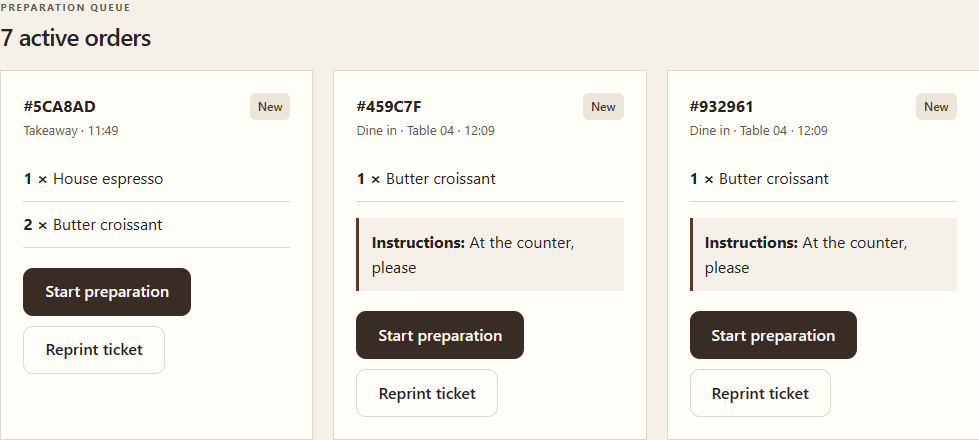 PREPARATION QUEUE
7 active orders
#5CA8AD
New
Takeaway · 11:49
1 × House espresso
2 × Butter croissant
Start preparation
Reprint ticket
#459C7F
New
Dine in · Table 04 · 12:09
1 × Butter croissant
Instructions: At the counter,
please
Start preparation
Reprint ticket
#932961
New
Dine in · Table 04 · 12:09
1 × Butter croissant
Instructions: At the counter,
please
Start preparation
Reprint ticket